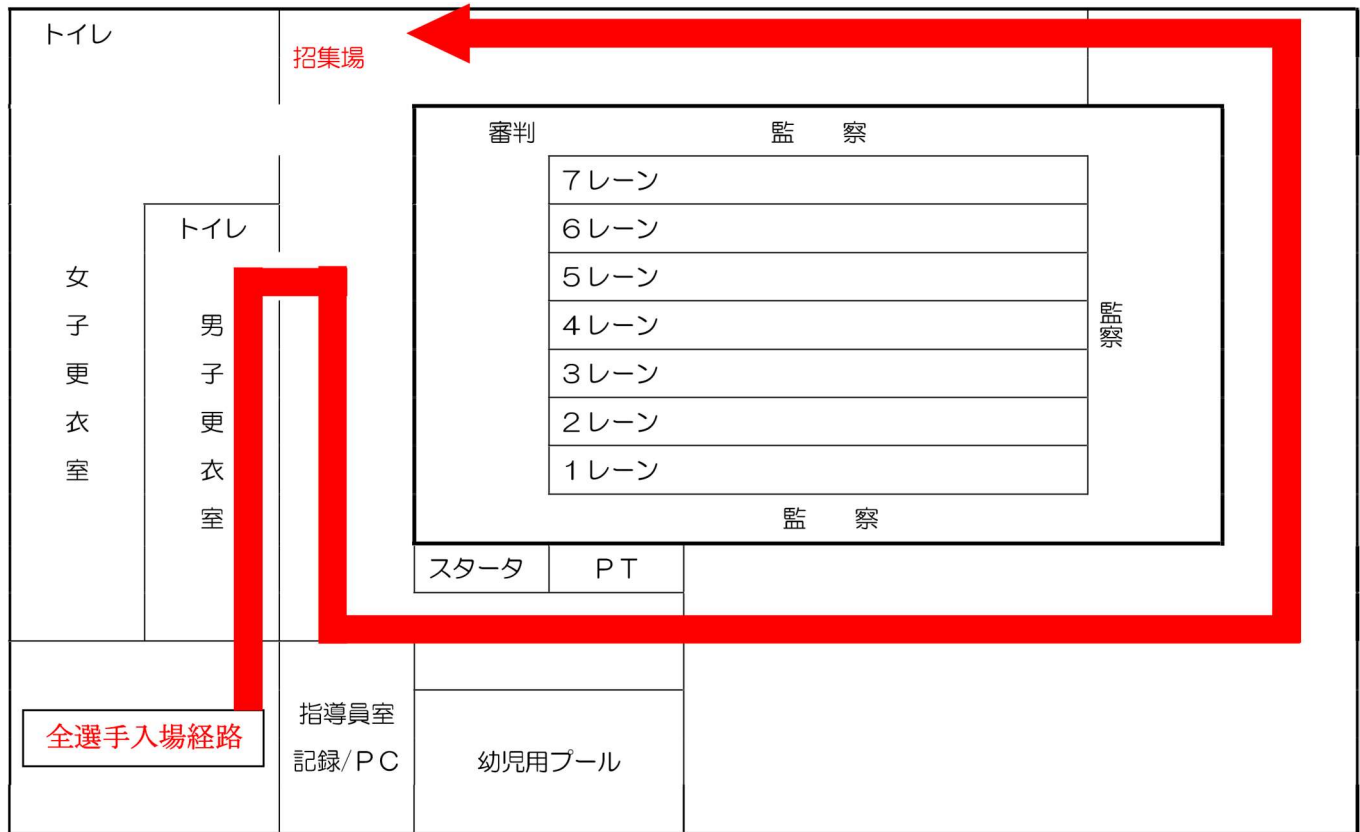 トイレ
招集場
審判
監　察
７レーン
トイレ
６レーン
５レーン
４レーン
３レーン
２レーン
１レーン
監察
女子更衣室
男子更衣室
監　察
スタータ
ＰＴ
全選手入場経路
指導員室
記録/ＰＣ
幼児用プール